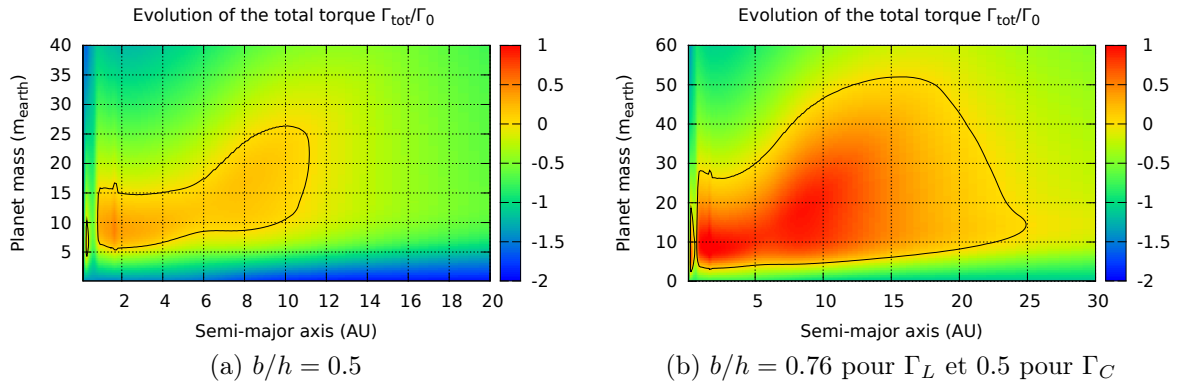 Evolution of the total torque Γtot/Γ0
Planet mass (mearth)
40
35
30
25
20
15
10
5
2 4 6 8 10 12 14 16 18 20
Semi-major axis (AU)
1
0.5
0
-0.5
-1
-1.5
-2
(a) b/h = 0.5
Evolution of the total torque Γtot/Γ0
Planet mass (mearth)
60
50
40
30
20
10
0
5 10 15 20 25 30
Semi-major axis (AU)
1
0.5
0
-0.5
-1
-1.5
-2
(b) b/h = 0.76 pour ΓL et 0.5 pour ΓC